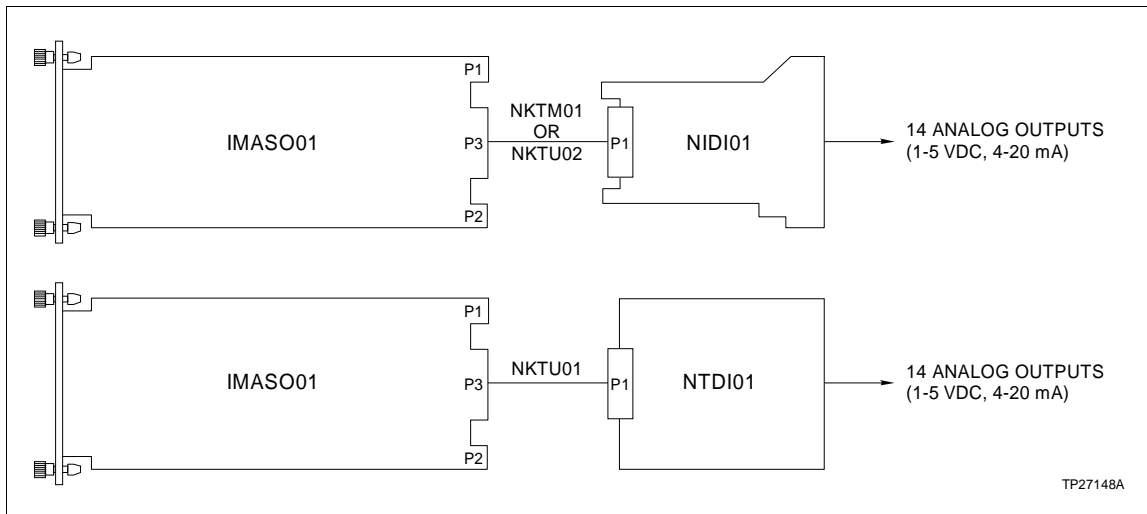 P1
IMASO01
P3
P2
NKTM01
OR
NKTU02
P1
NIDI01
14 ANALOG OUTPUTS
(1-5 VDC, 4-20 mA)
P1
IMASO01
P3
P2
NKTU01
P1
NTDI01
14 ANALOG OUTPUTS
(1-5 VDC, 4-20 mA)
TP27148A